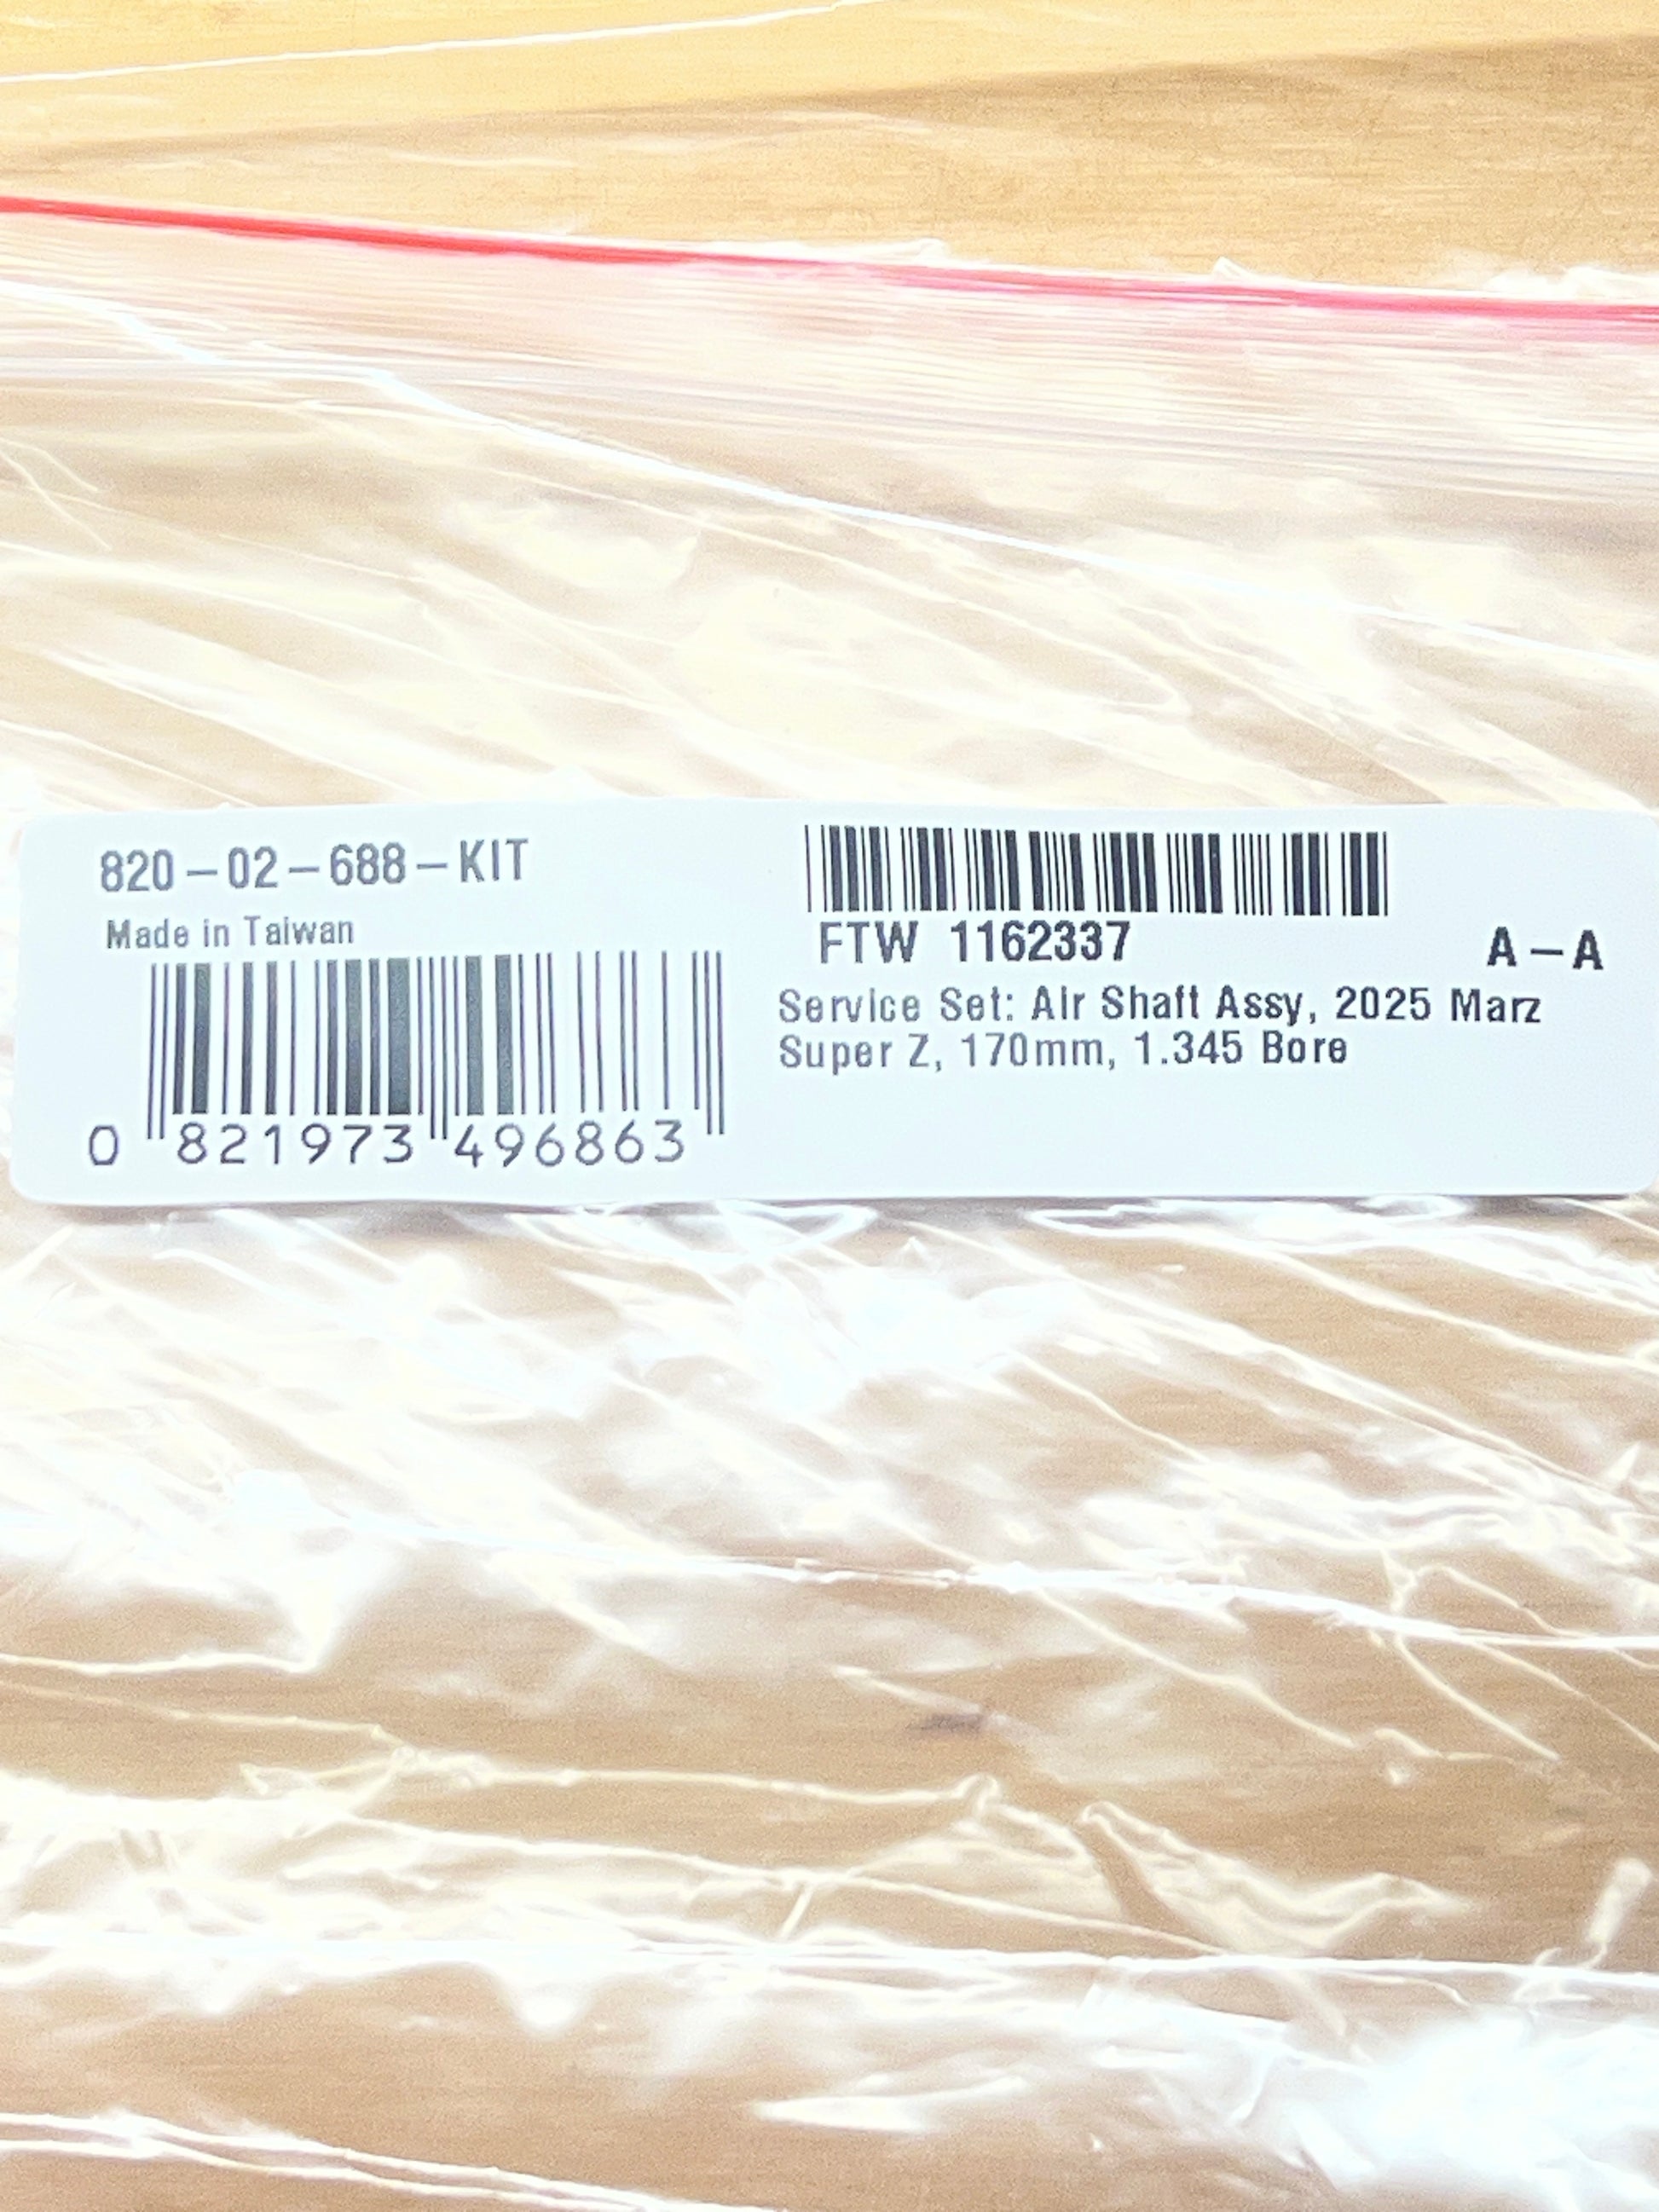 820-02-688-KIT
Made in Taiwan
0 821973 496863
FTW 1162337
A-A
Service Set: Air Shaft Assy, 2025 Marz
Super Z, 170mm, 1.345 Bore